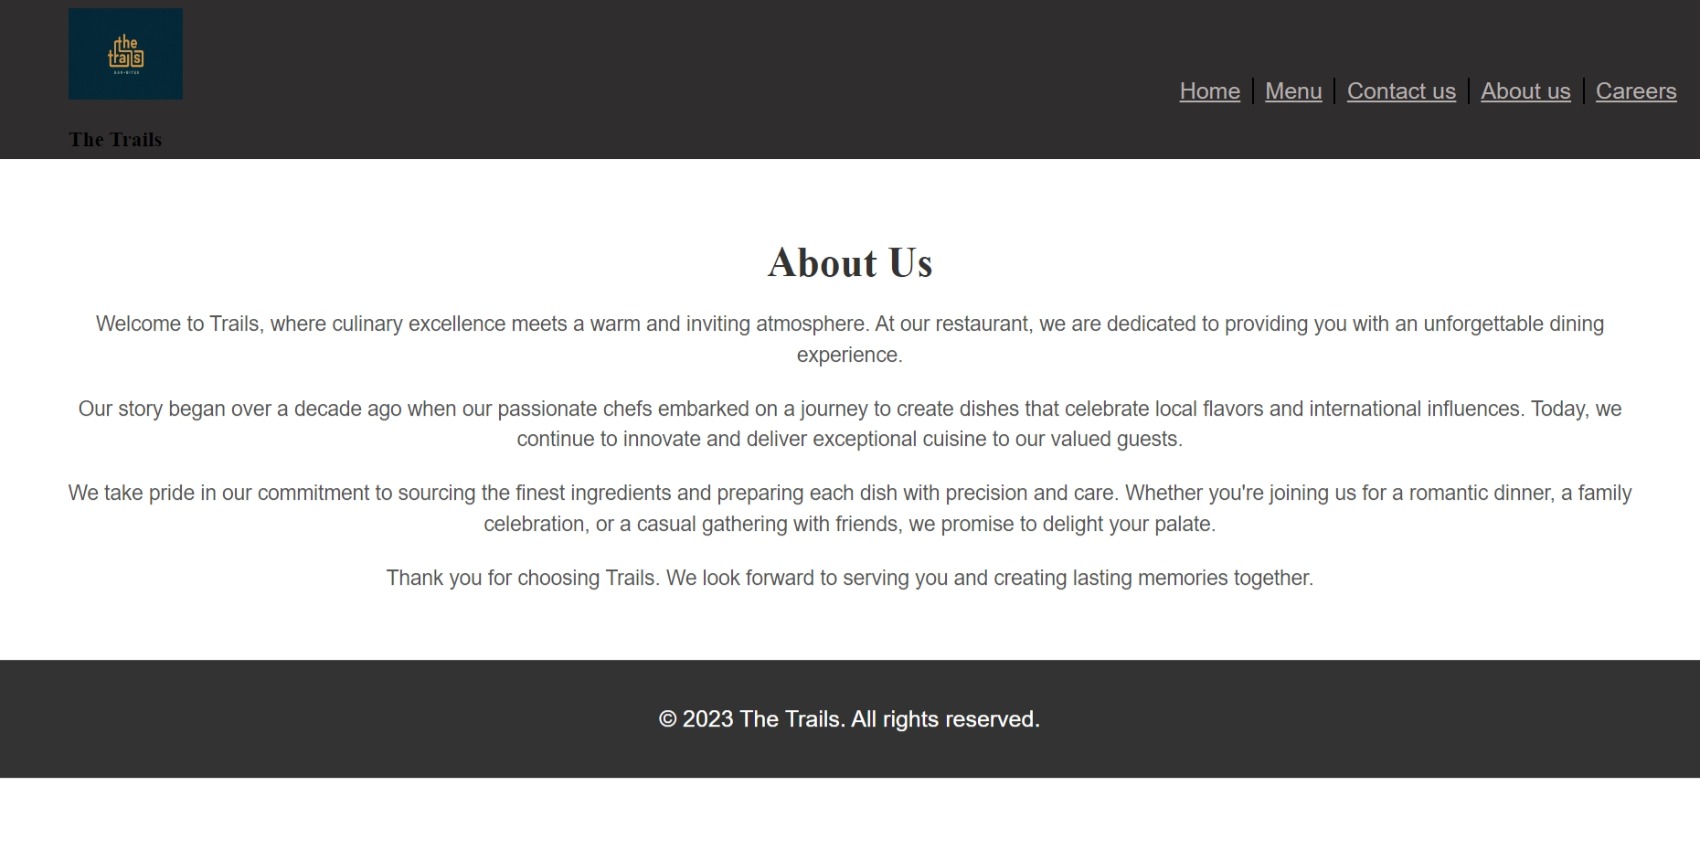 the
trails
BAR•BITES
The Trails
Home
Menu
Contact us
About us
Careers
About Us
Welcome to Trails, where culinary excellence meets a warm and inviting atmosphere. At our restaurant, we are dedicated to providing you with an unforgettable dining
experience.
Our story began over a decade ago when our passionate chefs embarked on a journey to create dishes that celebrate local flavors and international influences. Today, we
continue to innovate and deliver exceptional cuisine to our valued guests.
We take pride in our commitment to sourcing the finest ingredients and preparing each dish with precision and care. Whether you're joining us for a romantic dinner, a family
celebration, or a casual gathering with friends, we promise to delight your palate.
Thank you for choosing Trails. We look forward to serving you and creating lasting memories together.
© 2023 The Trails. All rights reserved.